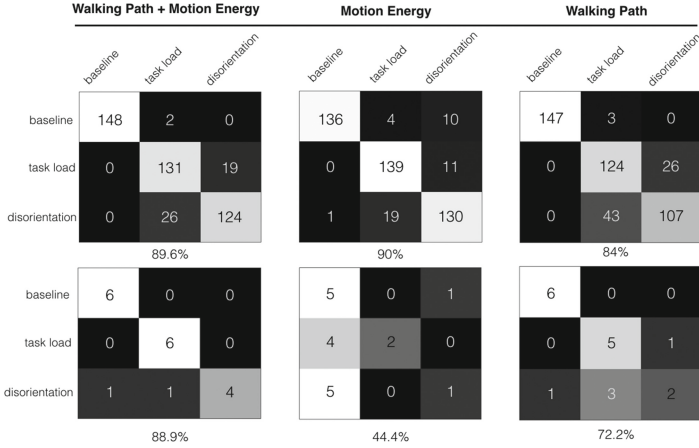 Walking Path + Motion Energy Motion Energy Walking Path
baseline task load disorientation baseline task load disorientation baseline task load disorientation
baseline 148 2 0 136 4 10 147 3 0
task load 0 131 19 0 139 11 0 124 26
disorientation 0 26 124 1 19 130 0 43 107
89.6% 90% 84%
baseline 6 0 0 5 0 1 6 0 0
task load 0 6 0 4 2 0 0 5 1
disorientation 1 1 4 5 0 1 1 3 2
88.9% 44.4% 72.2%